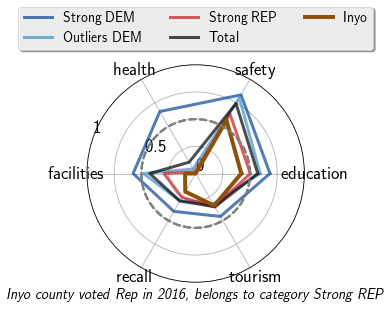 Strong DEM Strong REP Inyo
Outliers DEM Total
health safety
1
0.5
0
facilities education
recall tourism
Inyo county voted Rep in 2016, belongs to category Strong REP